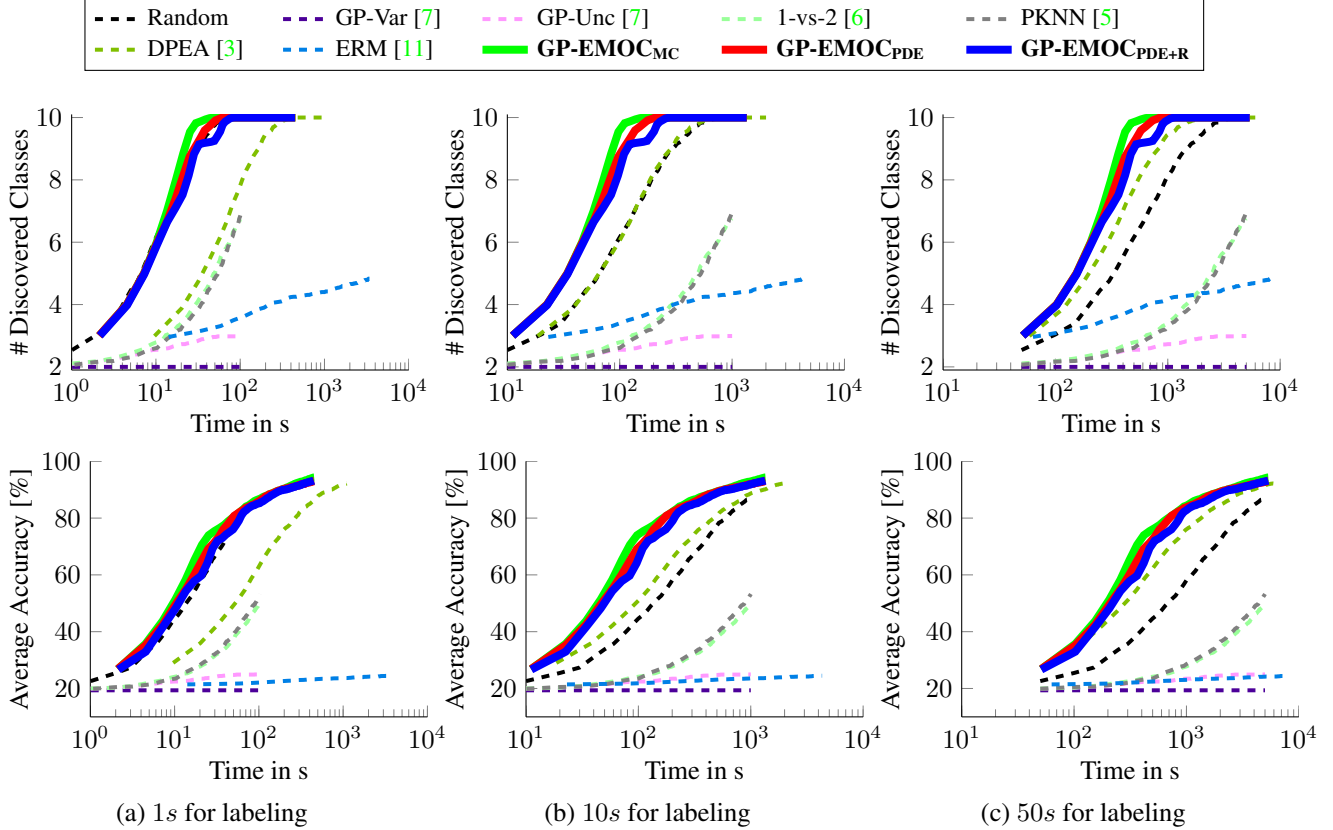 Random GP-Var [7] GP-Unc [7] 1-vs-2 [6] PKNN [5]
DPEA [3] ERM [11] GP-EMOC_MC GP-EMOC_PDE GP-EMOC_PDE+R
# Discovered Classes
10
8
6
4
2
10^0 10^1 10^2 10^3 10^4
Time in s
# Discovered Classes
10
8
6
4
2
10^1 10^2 10^3 10^4
Time in s
# Discovered Classes
10
8
6
4
2
10^1 10^2 10^3 10^4
Time in s
Average Accuracy [%]
100
80
60
40
20
10^0 10^1 10^2 10^3 10^4
Time in s
Average Accuracy [%]
100
80
60
40
20
10^1 10^2 10^3 10^4
Time in s
Average Accuracy [%]
100
80
60
40
20
10^1 10^2 10^3 10^4
Time in s
(a) 1s for labeling
(b) 10s for labeling
(c) 50s for labeling